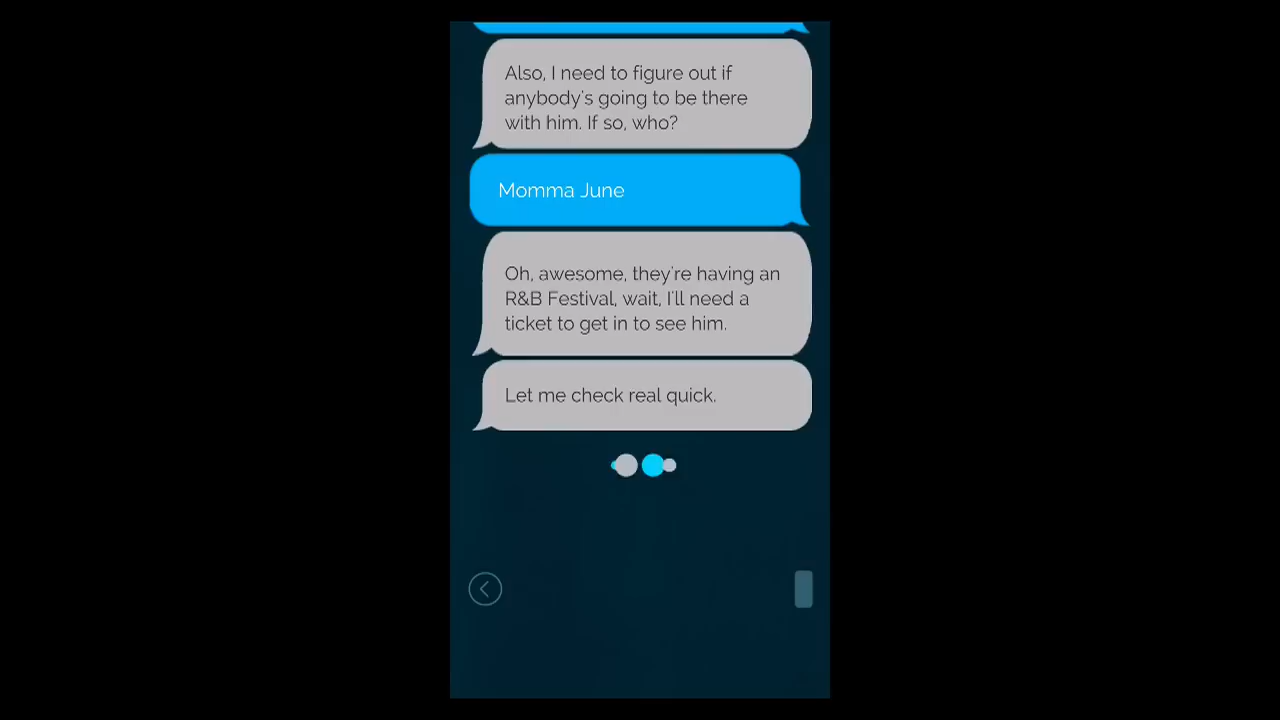 Also, I need to figure out if
anybody's going to be there
with him. If so, who?
Momma June
Oh, awesome, they're having an
R&B Festival, wait, I'll need a
ticket to get in to see him.
Let me check real quick.